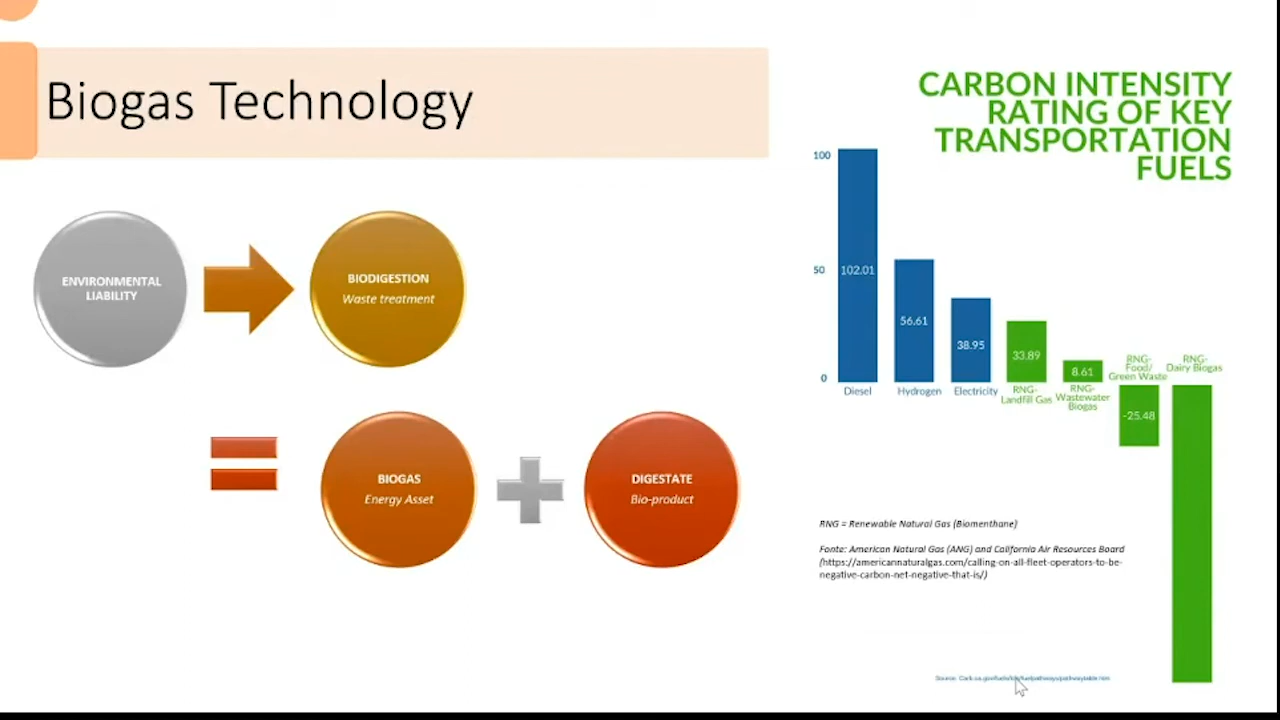 Biogas Technology
ENVIRONMENTAL
LIABILITY
BIODIGESTION
Waste treatment
BIOGAS
Energy Asset
DIGESTATE
Bio-product
CARBON INTENSITY
RATING OF KEY
TRANSPORTATION
FUELS
100
50
0
102.01
56.61
38.95
33.89
8.61
-25.48
Diesel
Hydrogen
Electricity
RNG-
Landfill Gas
RNG-
Wastewater
Biogas
RNG-
Food/
Green Waste
RNG-
Dairy Biogas
RNG = Renewable Natural Gas (Biomenthane)
Fonte: American Natural Gas (ANG) and California Air Resources Board
(https://americannaturalgas.com/calling-on-all-fleet-operators-to-be-
negative-carbon-net-negative-that-is/)
Source: